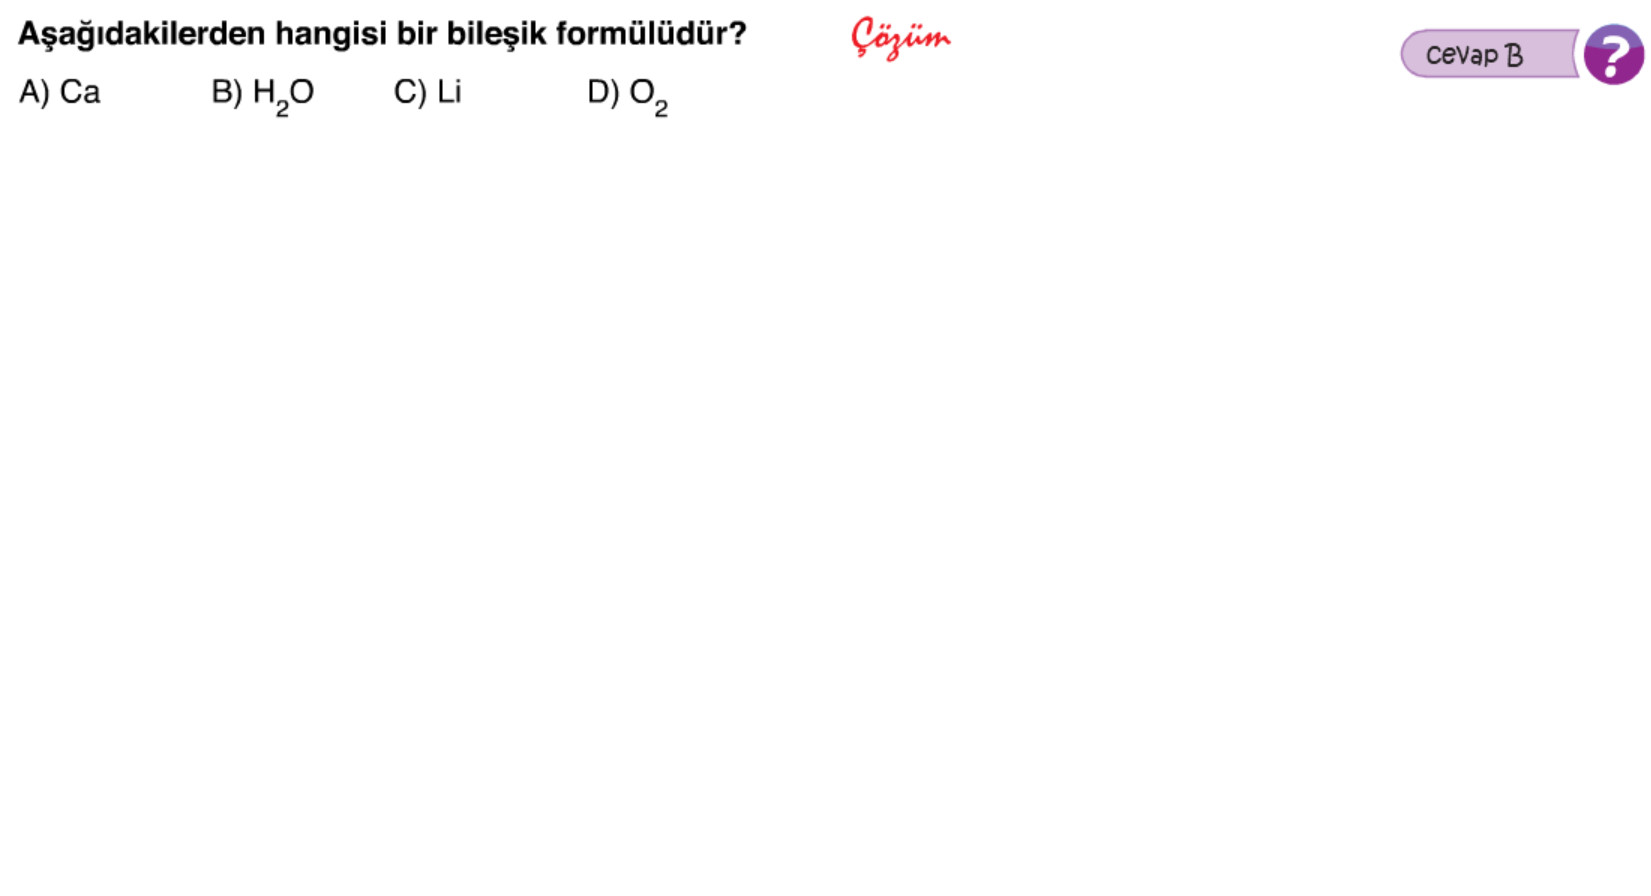 Aşağıdakilerden hangisi bir bileşik formülüdür?
A) Ca B) H₂O C) Li D) O₂
Çözüm
cevap B ?